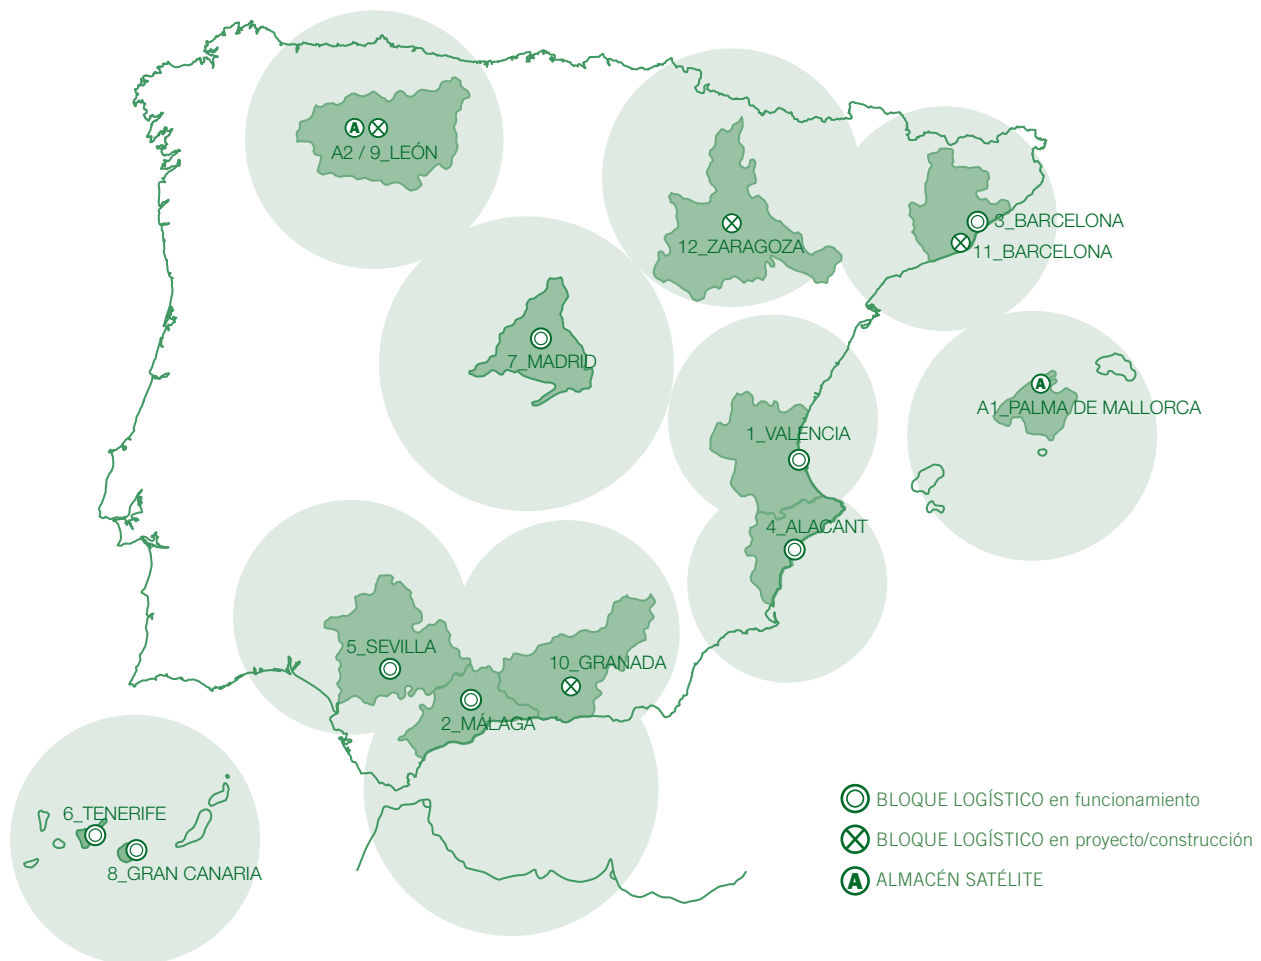 A
A2 / 9_LEÓN
12_ZARAGOZA
3_BARCELONA
11_BARCELONA
7_MADRID
A
A1_PALMA DE MALLORCA
1_VALENCIA
4_ALACANT
5_SEVILLA
10_GRANADA
2_MÁLAGA
6_TENERIFE
8_GRAN CANARIA
BLOQUE LOGÍSTICO en funcionamiento
BLOQUE LOGÍSTICO en proyecto/construcción
A ALMACÉN SATÉLITE